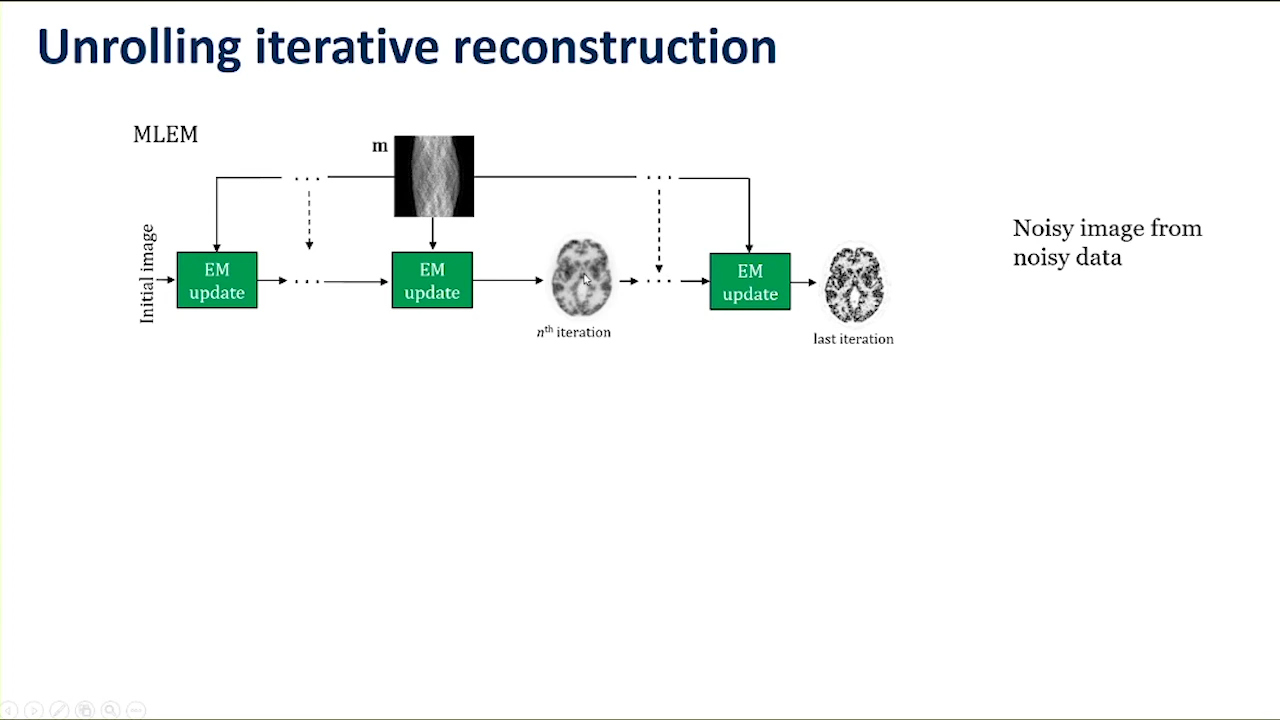 Unrolling iterative reconstruction
MLEM
m
. . .
. . .
Initial image
EM
update
. . .
EM
update
nth iteration
. . .
EM
update
last iteration
Noisy image from
noisy data